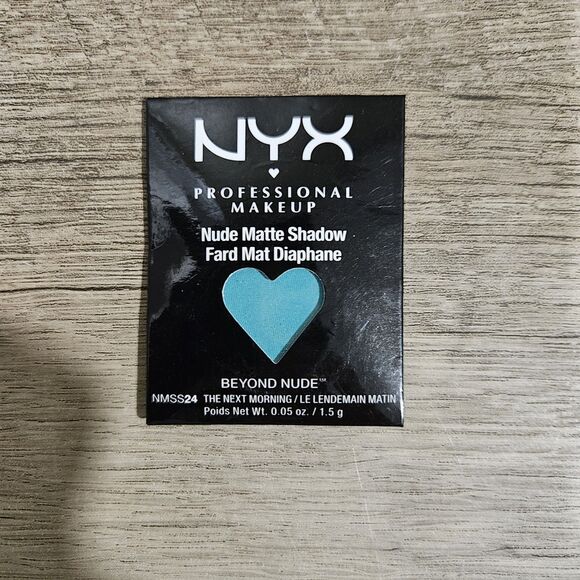 NYX
PROFESSIONAL
MAKEUP
Nude Matte Shadow
Fard Mat Diaphane
BEYOND NUDE™
NMSS24 THE NEXT MORNING / LE LENDEMAIN MATIN
Poids Net Wt. 0.05 oz. / 1.5 g